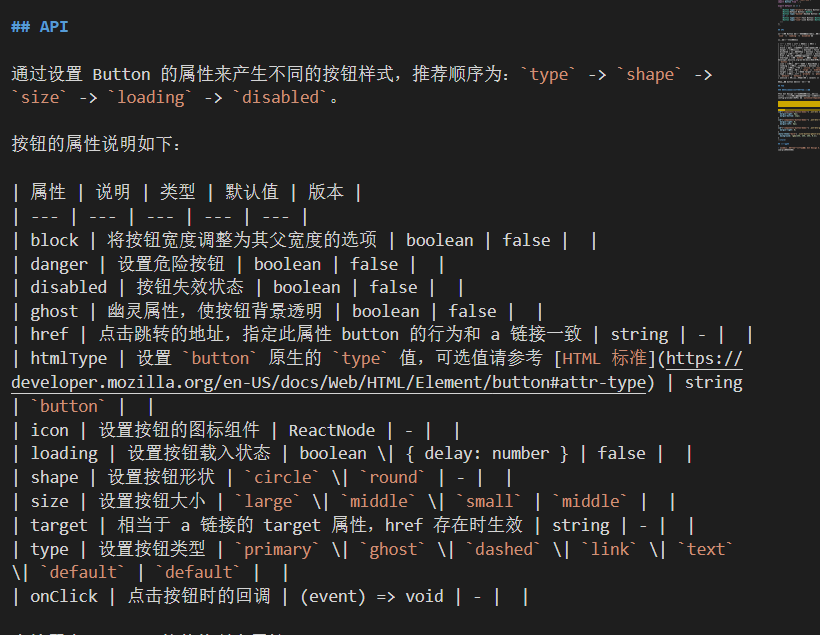 ## API
通过设置 Button 的属性来产生不同的按钮样式，推荐顺序为：`type` -> `shape` ->
`size` -> `loading` -> `disabled`。
按钮的属性说明如下：
| 属性 | 说明 | 类型 | 默认值 | 版本 |
| --- | --- | --- | --- | --- |
| block | 将按钮宽度调整为其父宽度的选项 | boolean | false |  |
| danger | 设置危险按钮 | boolean | false |  |
| disabled | 按钮失效状态 | boolean | false |  |
| ghost | 幽灵属性，使按钮背景透明 | boolean | false |  |
| href | 点击跳转的地址，指定此属性 button 的行为和 a 链接一致 | string | - |  |
| htmlType | 设置 `button` 原生的 `type` 值，可选值请参考 [HTML 标准](https://
developer.mozilla.org/en-US/docs/Web/HTML/Element/button#attr-type) | string
| `button` |  |
| icon | 设置按钮的图标组件 | ReactNode | - |  |
| loading | 设置按钮载入状态 | boolean \| { delay: number } | false |  |
| shape | 设置按钮形状 | `circle` \| `round` | - |  |
| size | 设置按钮大小 | `large` \| `middle` \| `small` | `middle` |  |
| target | 相当于 a 链接的 target 属性，href 存在时生效 | string | - |  |
| type | 设置按钮类型 | `primary` \| `ghost` \| `dashed` \| `link` \| `text`
\| `default` | `default` |  |
| onClick | 点击按钮时的回调 | (event) => void | - |  |